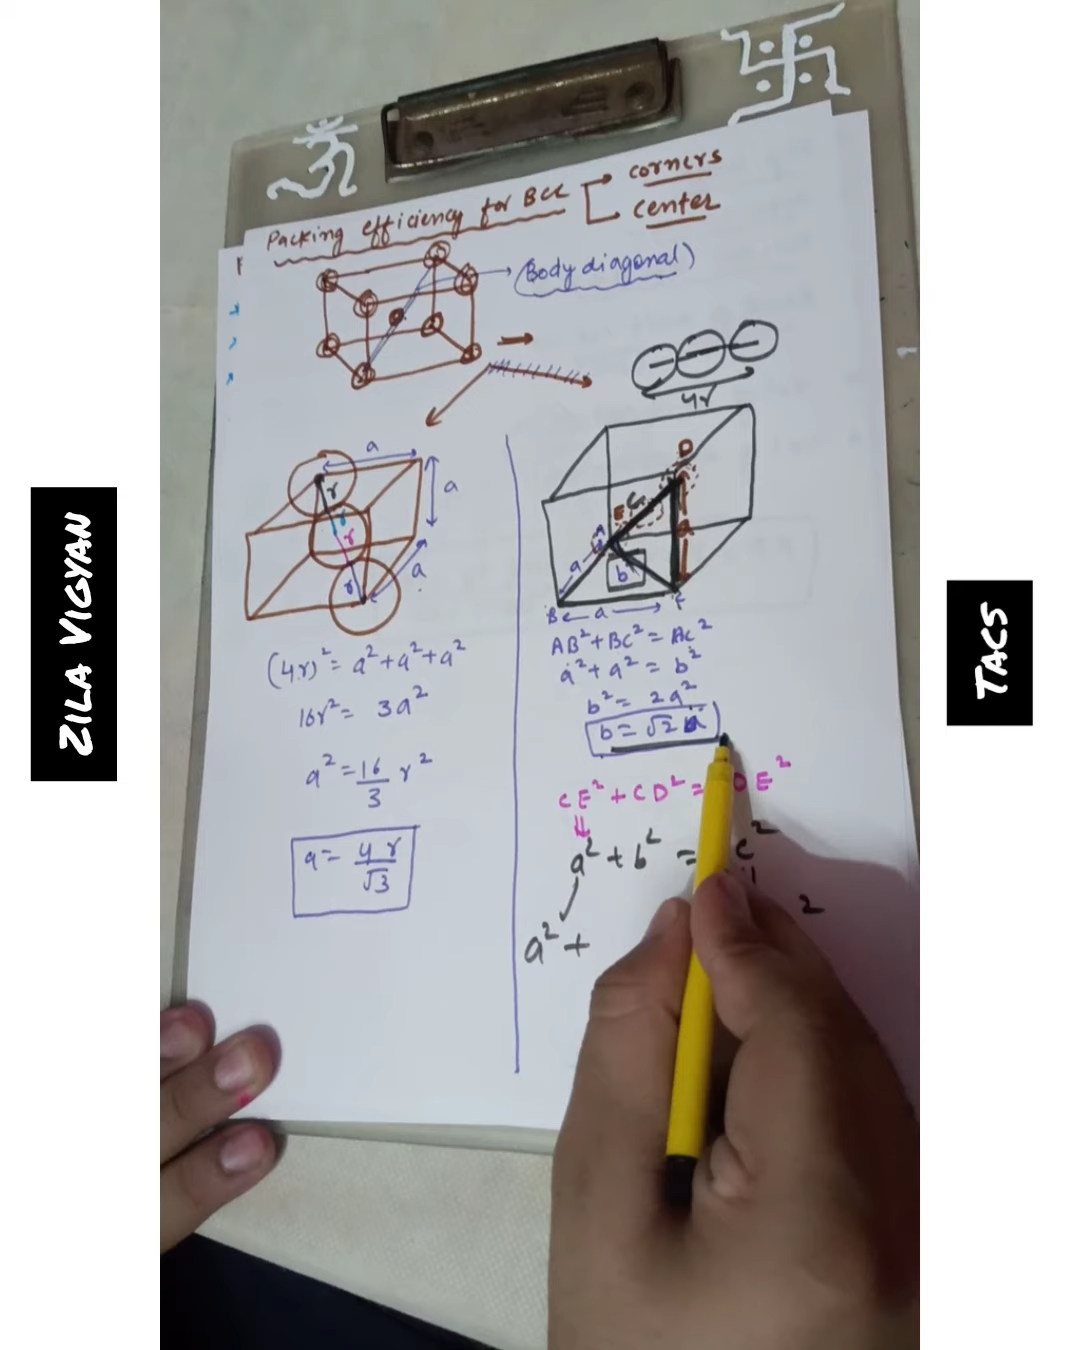 Packing efficiency for BCC
corners
center
(Body diagonal)
4r
a
a
a
r
r
r
r
D
E
C
A
a
a
b
B
a
F
(4r)² = a² + a² + a²
16r² = 3a²
a² = 16/3 r²
a = 4r/√3
AB² + BC² = AC²
a² + a² = b²
b² = 2a²
b = √2 a
CE² + CD² = DE²
a² + b² = c²
2
a² +
ZILA VIGYAN
TACS